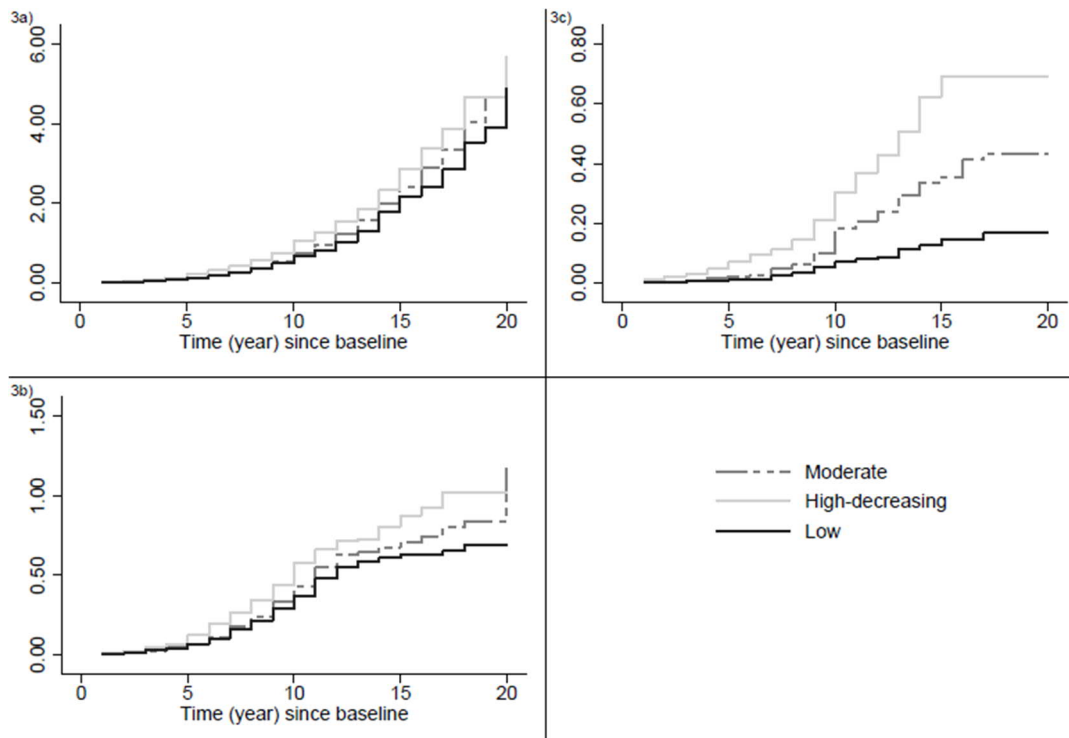 3a)
6.00
4.00
2.00
0.00
0 5 10 15 20
Time (year) since baseline
3c)
0.80
0.60
0.40
0.20
0.00
0 5 10 15 20
Time (year) since baseline
3b)
1.50
1.00
0.50
0.00
0 5 10 15 20
Time (year) since baseline
Moderate
High-decreasing
Low